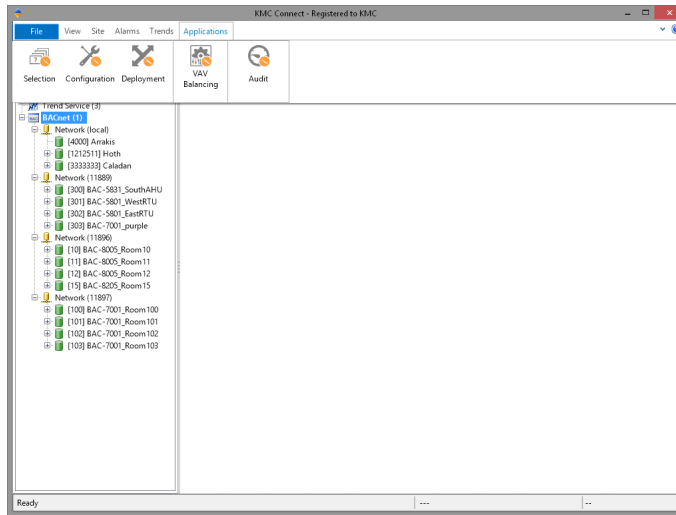 KMC Connect - Registered to KMC
File View Site Alarms Trends Applications
Selection Configuration Deployment VAV Balancing Audit
Trend Service (3)
BACnet (1)
Network (local)
[4000] Arrakis
[1212511] Hoth
[3333333] Caladan
Network (11889)
[300] BAC-5831_SouthAHU
[301] BAC-5801_WestRTU
[302] BAC-5801_EastRTU
[303] BAC-7001_purple
Network (11896)
[10] BAC-8005_Room10
[11] BAC-8005_Room11
[12] BAC-8005_Room12
[15] BAC-8205_Room15
Network (11897)
[100] BAC-7001_Room100
[101] BAC-7001_Room101
[102] BAC-7001_Room102
[103] BAC-7001_Room103
Ready --- --